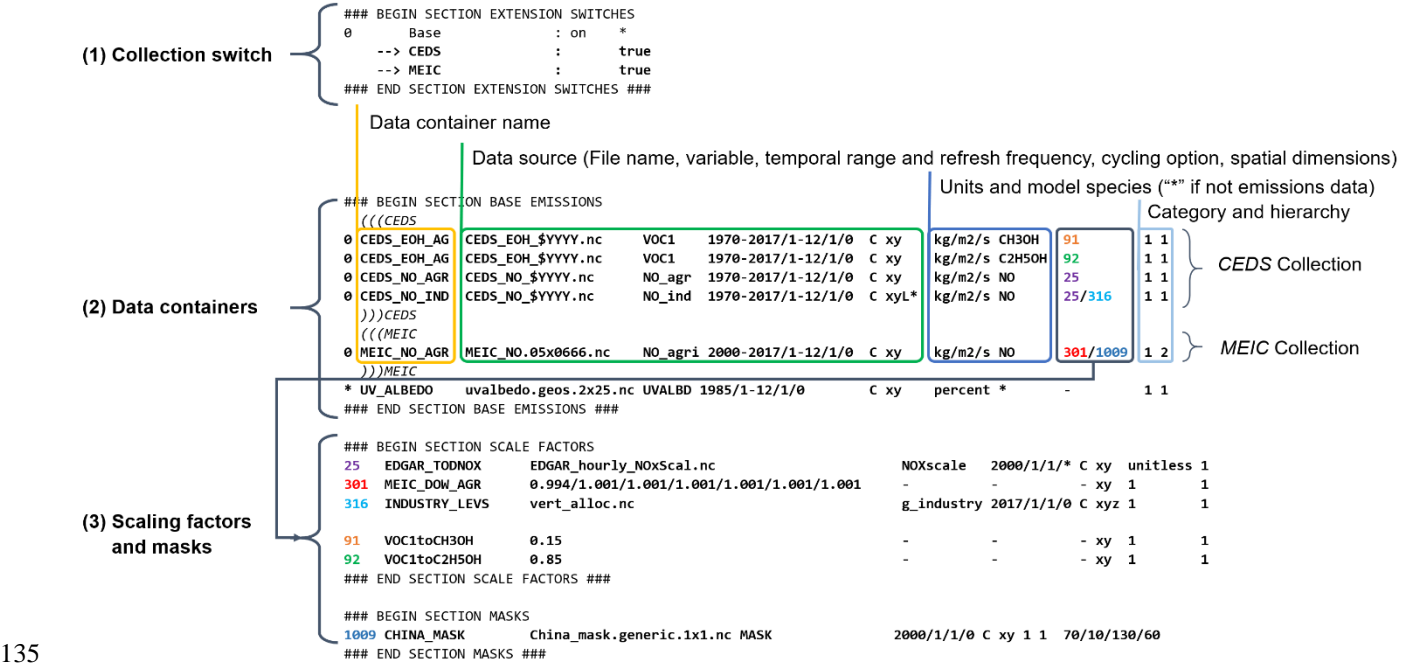 ### BEGIN SECTION EXTENSION SWITCHES
0 Base : on *
--> CEDS : true
--> MEIC : true
### END SECTION EXTENSION SWITCHES ###
(1) Collection switch
Data container name
Data source (File name, variable, temporal range and refresh frequency, cycling option, spatial dimensions)
Units and model species (“*” if not emissions data)
Category and hierarchy
### BEGIN SECTION BASE EMISSIONS
(((CEDS
0 CEDS_EOH_AG CEDS_EOH_$YYYY.nc VOC1 1970-2017/1-12/1/0 C xy kg/m2/s CH3OH 91 1 1
0 CEDS_EOH_AG CEDS_EOH_$YYYY.nc VOC1 1970-2017/1-12/1/0 C xy kg/m2/s C2H5OH 92 1 1
0 CEDS_NO_AGR CEDS_NO_$YYYY.nc NO_agr 1970-2017/1-12/1/0 C xy kg/m2/s NO 25 1 1
0 CEDS_NO_IND CEDS_NO_$YYYY.nc NO_ind 1970-2017/1-12/1/0 C xyL* kg/m2/s NO 25/316 1 1
)))CEDS
CEDS Collection
(2) Data containers
(((MEIC
0 MEIC_NO_AGR MEIC_NO.05x0666.nc NO_agri 2000-2017/1-12/1/0 C xy kg/m2/s NO 301/1009 1 2
)))MEIC
MEIC Collection
* UV_ALBEDO uvalbedo.geos.2x25.nc UVALBD 1985/1-12/1/0 C xy percent * - 1 1
### END SECTION BASE EMISSIONS ###
### BEGIN SECTION SCALE FACTORS
25 EDGAR_TODNOX EDGAR_hourly_NOxScal.nc NOXscale 2000/1/1/* C xy unitless 1
301 MEIC_DOW_AGR 0.994/1.001/1.001/1.001/1.001/1.001/1.001 - - - xy 1 1
316 INDUSTRY_LEVS vert_alloc.nc g_industry 2017/1/1/0 C xyz 1 1
(3) Scaling factors
and masks
91 VOC1toCH3OH 0.15 - - - xy 1 1
92 VOC1toC2H5OH 0.85 - - - xy 1 1
### END SECTION SCALE FACTORS ###
### BEGIN SECTION MASKS
1009 CHINA_MASK China_mask.generic.1x1.nc MASK 2000/1/1/0 C xy 1 1 70/10/130/60
### END SECTION MASKS ###
135